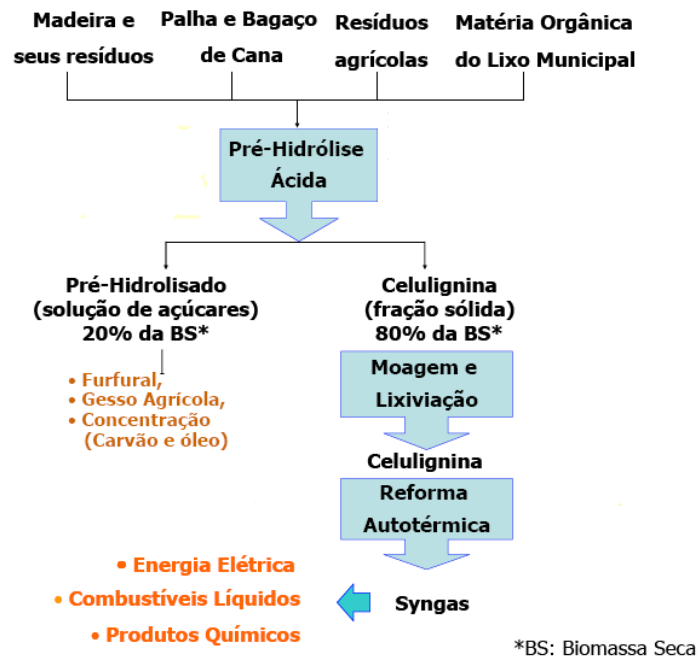 Madeira e
seus resíduos
Palha e Bagaço
de Cana
Resíduos
agrícolas
Matéria Orgânica
do Lixo Municipal
Pré-Hidrólise
Ácida
Pré-Hidrolisado
(solução de açúcares)
20% da BS*
• Furfural,
• Gesso Agrícola,
• Concentração
(Carvão e óleo)
Celulignina
(fração sólida)
80% da BS*
Moagem e
Lixiviação
Celulignina
Reforma
Autotérmica
Syngas
• Energia Elétrica
• Combustíveis Líquidos
• Produtos Químicos
*BS: Biomassa Seca